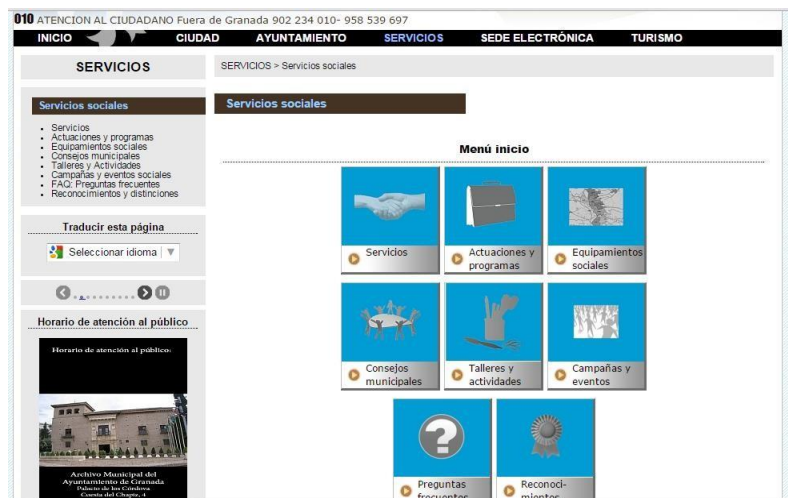 010 ATENCION AL CIUDADANO Fuera de Granada 902 234 010- 958 539 697
INICIO CIUDAD AYUNTAMIENTO SERVICIOS SEDE ELECTRÓNICA TURISMO
SERVICIOS
SERVICIOS > Servicios sociales
Servicios sociales
Servicios
Actuaciones y programas
Equipamientos sociales
Consejos municipales
Talleres y Actividades
Campañas y eventos sociales
FAQ: Preguntas frecuentes
Reconocimientos y distinciones
Traducir esta página
Seleccionar idioma
Horario de atención al público
Horario de atención al público:
Archivo Municipal del
Ayuntamiento de Granada
Palacio de los Córdova
Cuesta del Chapiz, 4
Servicios sociales
Menú inicio
Servicios
Actuaciones y
programas
Equipamientos
sociales
Consejos
municipales
Talleres y
actividades
Campañas y
eventos
Preguntas
frecuentes
Reconoci-
mientos